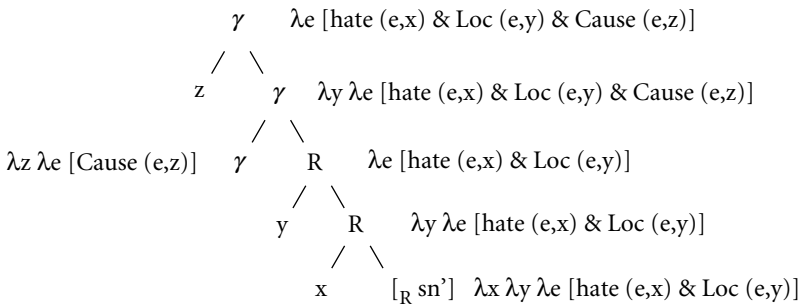 γ λe [hate (e,x) & Loc (e,y) & Cause (e,z)]
z γ λy λe [hate (e,x) & Loc (e,y) & Cause (e,z)]
λz λe [Cause (e,z)] γ R λe [hate (e,x) & Loc (e,y)]
y R λy λe [hate (e,x) & Loc (e,y)]
x [R sn’] λx λy λe [hate (e,x) & Loc (e,y)]